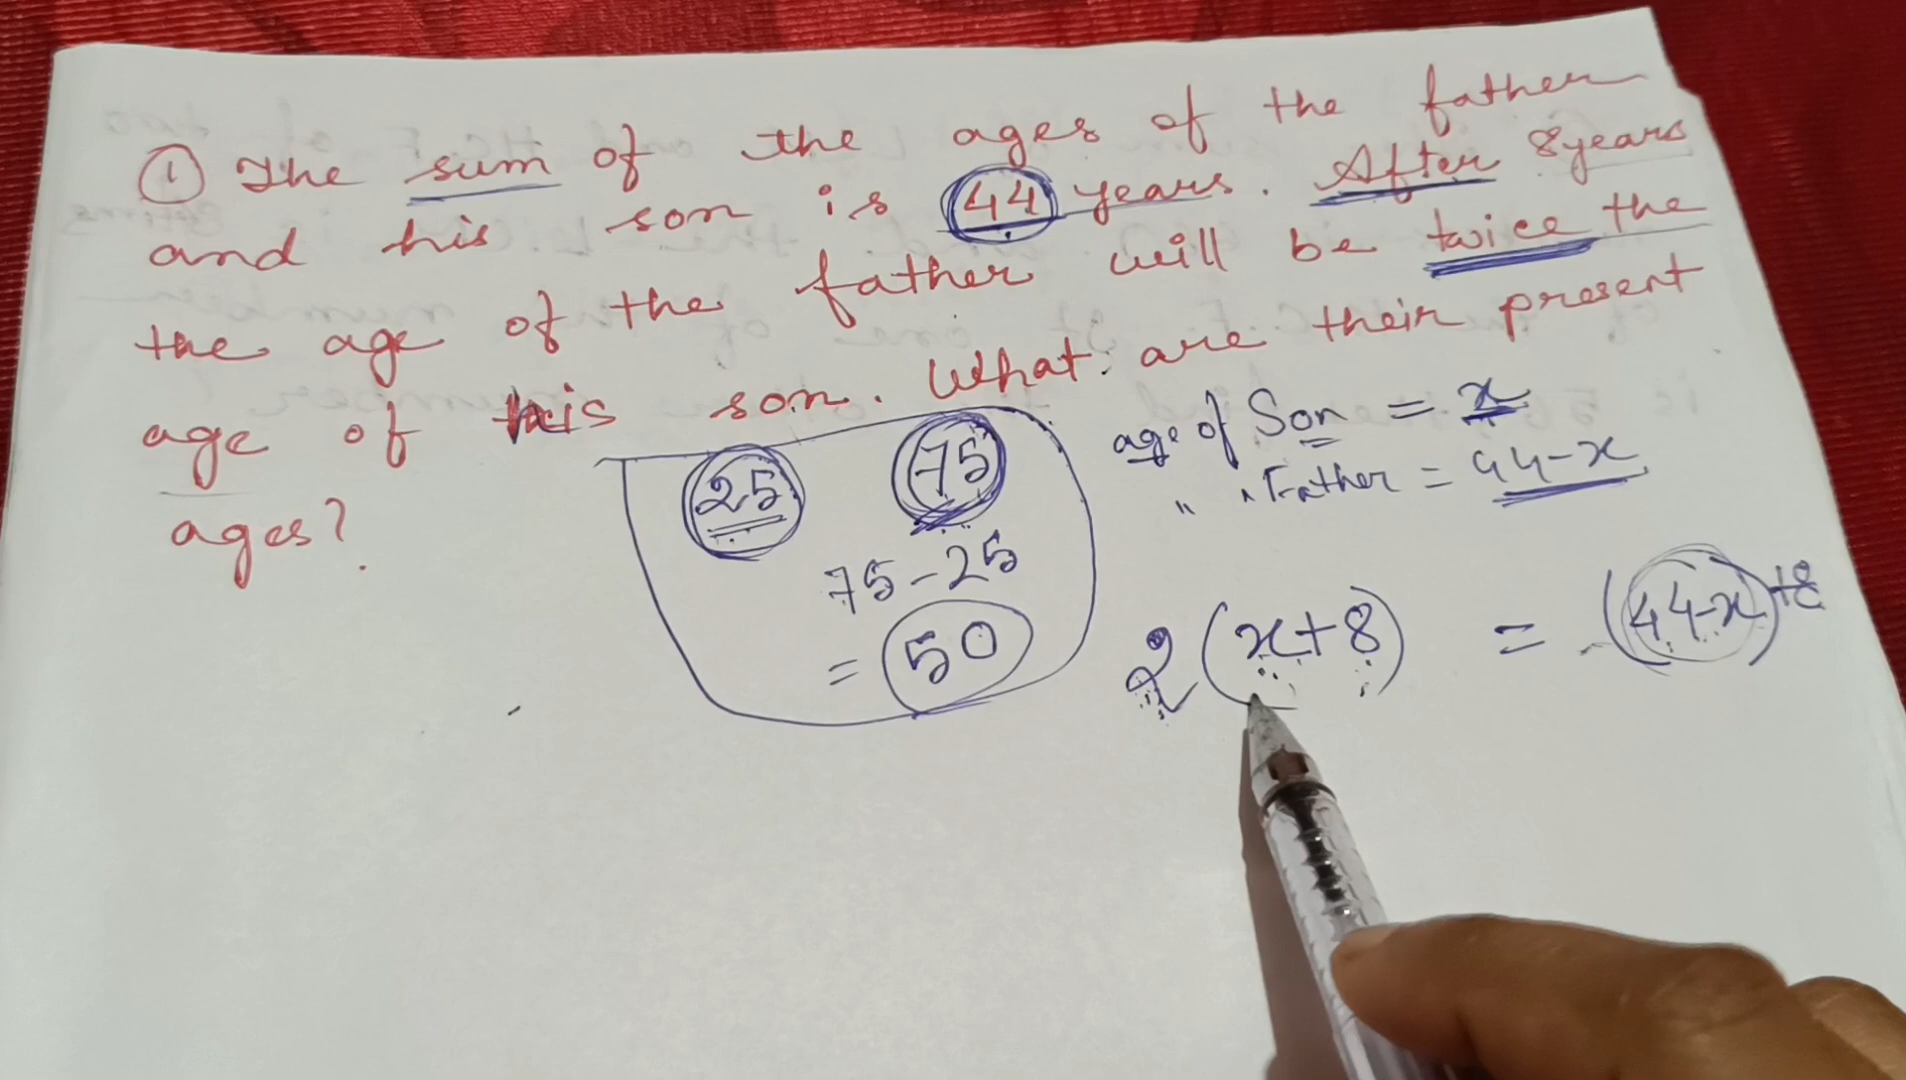 ① The sum of the ages of the father
and his son is 44 years. After 8 years
the age of the father will be twice the
age of his son. What are their present
ages?
25 75
75-25
= 50
age of Son = x
" " Father = 44-x
2(x+8) = (44-x)+8